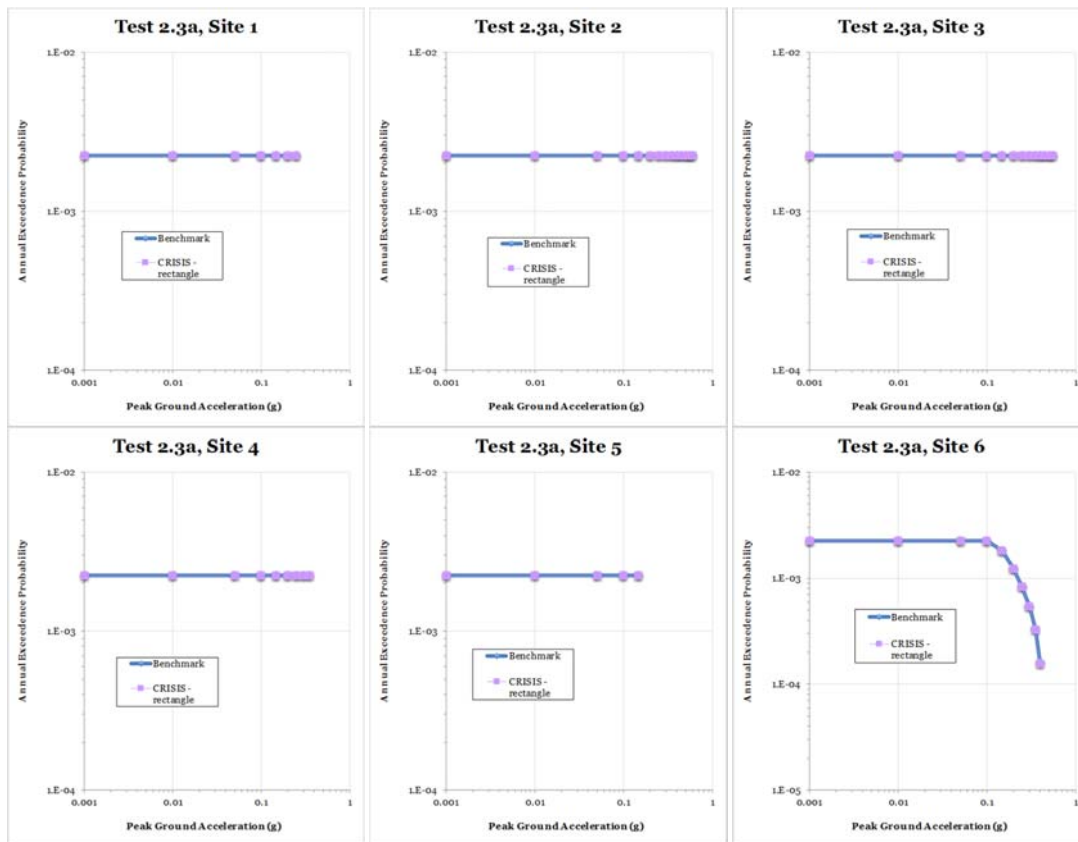 Test 2.3a, Site 1
1.E-02
1.E-03
1.E-04
Annual Exceedence Probability
Benchmark
CRISIS -
rectangle
0.001
0.01
0.1
1
Peak Ground Acceleration (g)
Test 2.3a, Site 2
1.E-02
1.E-03
1.E-04
Annual Exceedence Probability
Benchmark
CRISIS -
rectangle
0.001
0.01
0.1
1
Peak Ground Acceleration (g)
Test 2.3a, Site 3
1.E-02
1.E-03
1.E-04
Annual Exceedence Probability
Benchmark
CRISIS -
rectangle
0.001
0.01
0.1
1
Peak Ground Acceleration (g)
Test 2.3a, Site 4
1.E-02
1.E-03
1.E-04
Annual Exceedence Probability
Benchmark
CRISIS -
rectangle
0.001
0.01
0.1
1
Peak Ground Acceleration (g)
Test 2.3a, Site 5
1.E-02
1.E-03
1.E-04
Annual Exceedence Probability
Benchmark
CRISIS -
rectangle
0.001
0.01
0.1
1
Peak Ground Acceleration (g)
Test 2.3a, Site 6
1.E-02
1.E-03
1.E-04
1.E-05
Annual Exceedence Probability
Benchmark
CRISIS -
rectangle
0.001
0.01
0.1
1
Peak Ground Acceleration (g)